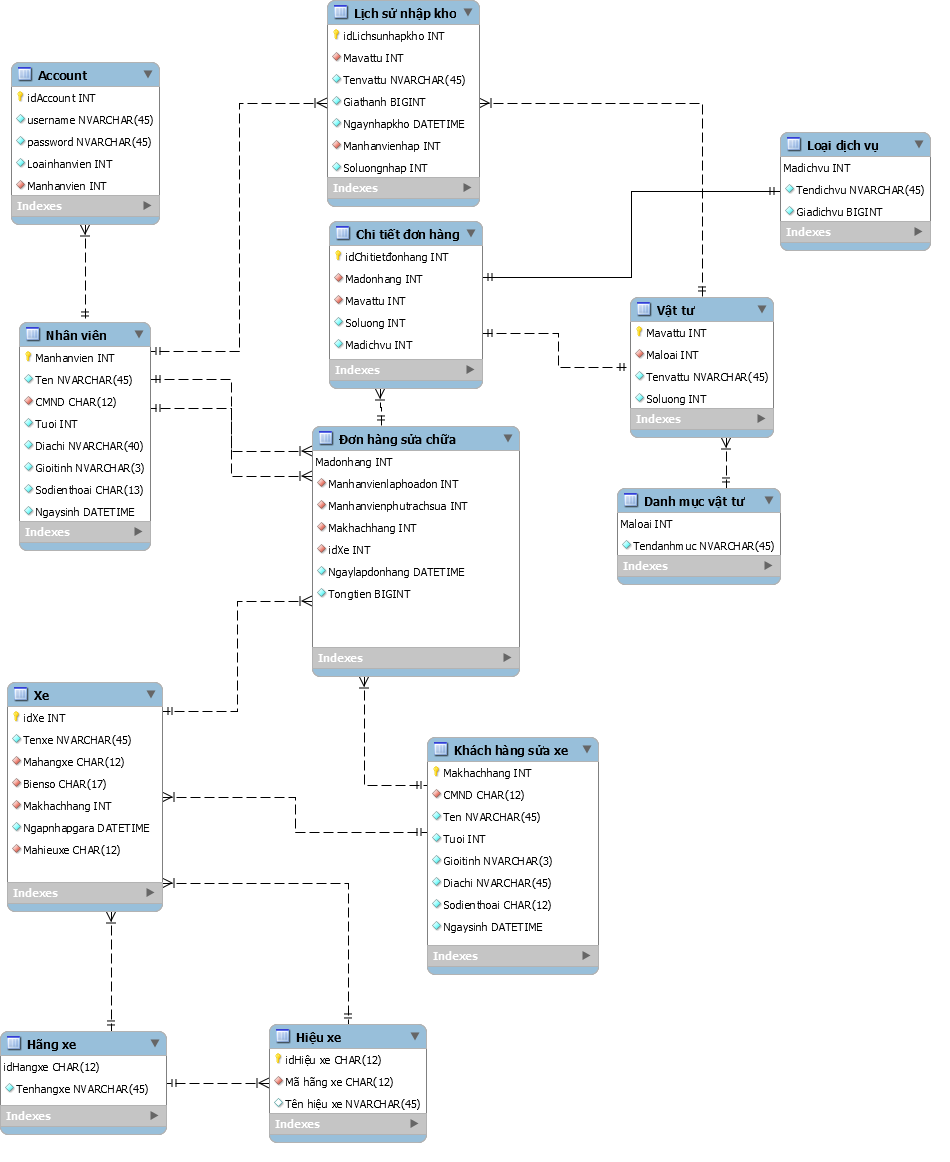 Lịch sử nhập kho
idLichsunhapkho INT
Mavattu INT
Tenvattu NVARCHAR(45)
Giathanh BIGINT
Ngaynhapkho DATETIME
Manhanvienhap INT
Soluongnhap INT
Indexes
Account
idAccount INT
username NVARCHAR(45)
password NVARCHAR(45)
Loainhanvien INT
Manhanvien INT
Indexes
Loại dịch vụ
Madichvu INT
Tendichvu NVARCHAR(45)
Giadichvu BIGINT
Indexes
Chi tiết đơn hàng
idChitietđonhang INT
Madonhang INT
Mavattu INT
Soluong INT
Madichvu INT
Indexes
Vật tư
Mavattu INT
Maloai INT
Tenvattu NVARCHAR(45)
Soluong INT
Indexes
Nhân viên
Manhanvien INT
Ten NVARCHAR(45)
CMND CHAR(12)
Tuoi INT
Diachi NVARCHAR(40)
Gioitinh NVARCHAR(3)
Sodienthoai CHAR(13)
Ngaysinh DATETIME
Indexes
Đơn hàng sửa chữa
Madonhang INT
Manhanvienlaphoadon INT
Manhanvienphutrachsua INT
Makhachhang INT
idXe INT
Ngaylapdonhang DATETIME
Tongtien BIGINT
Indexes
Danh mục vật tư
Maloai INT
Tendanhmuc NVARCHAR(45)
Indexes
Xe
idXe INT
Tenxe NVARCHAR(45)
Mahangxe CHAR(12)
Bienso CHAR(17)
Makhachhang INT
Ngapnhapgara DATETIME
Mahieuxe CHAR(12)
Indexes
Khách hàng sửa xe
Makhachhang INT
CMND CHAR(12)
Ten NVARCHAR(45)
Tuoi INT
Gioitinh NVARCHAR(3)
Diachi NVARCHAR(45)
Sodienthoai CHAR(12)
Ngaysinh DATETIME
Indexes
Hãng xe
idHangxe CHAR(12)
Tenhangxe NVARCHAR(45)
Indexes
Hiệu xe
idHiệu xe CHAR(12)
Mã hãng xe CHAR(12)
Tên hiệu xe NVARCHAR(45)
Indexes